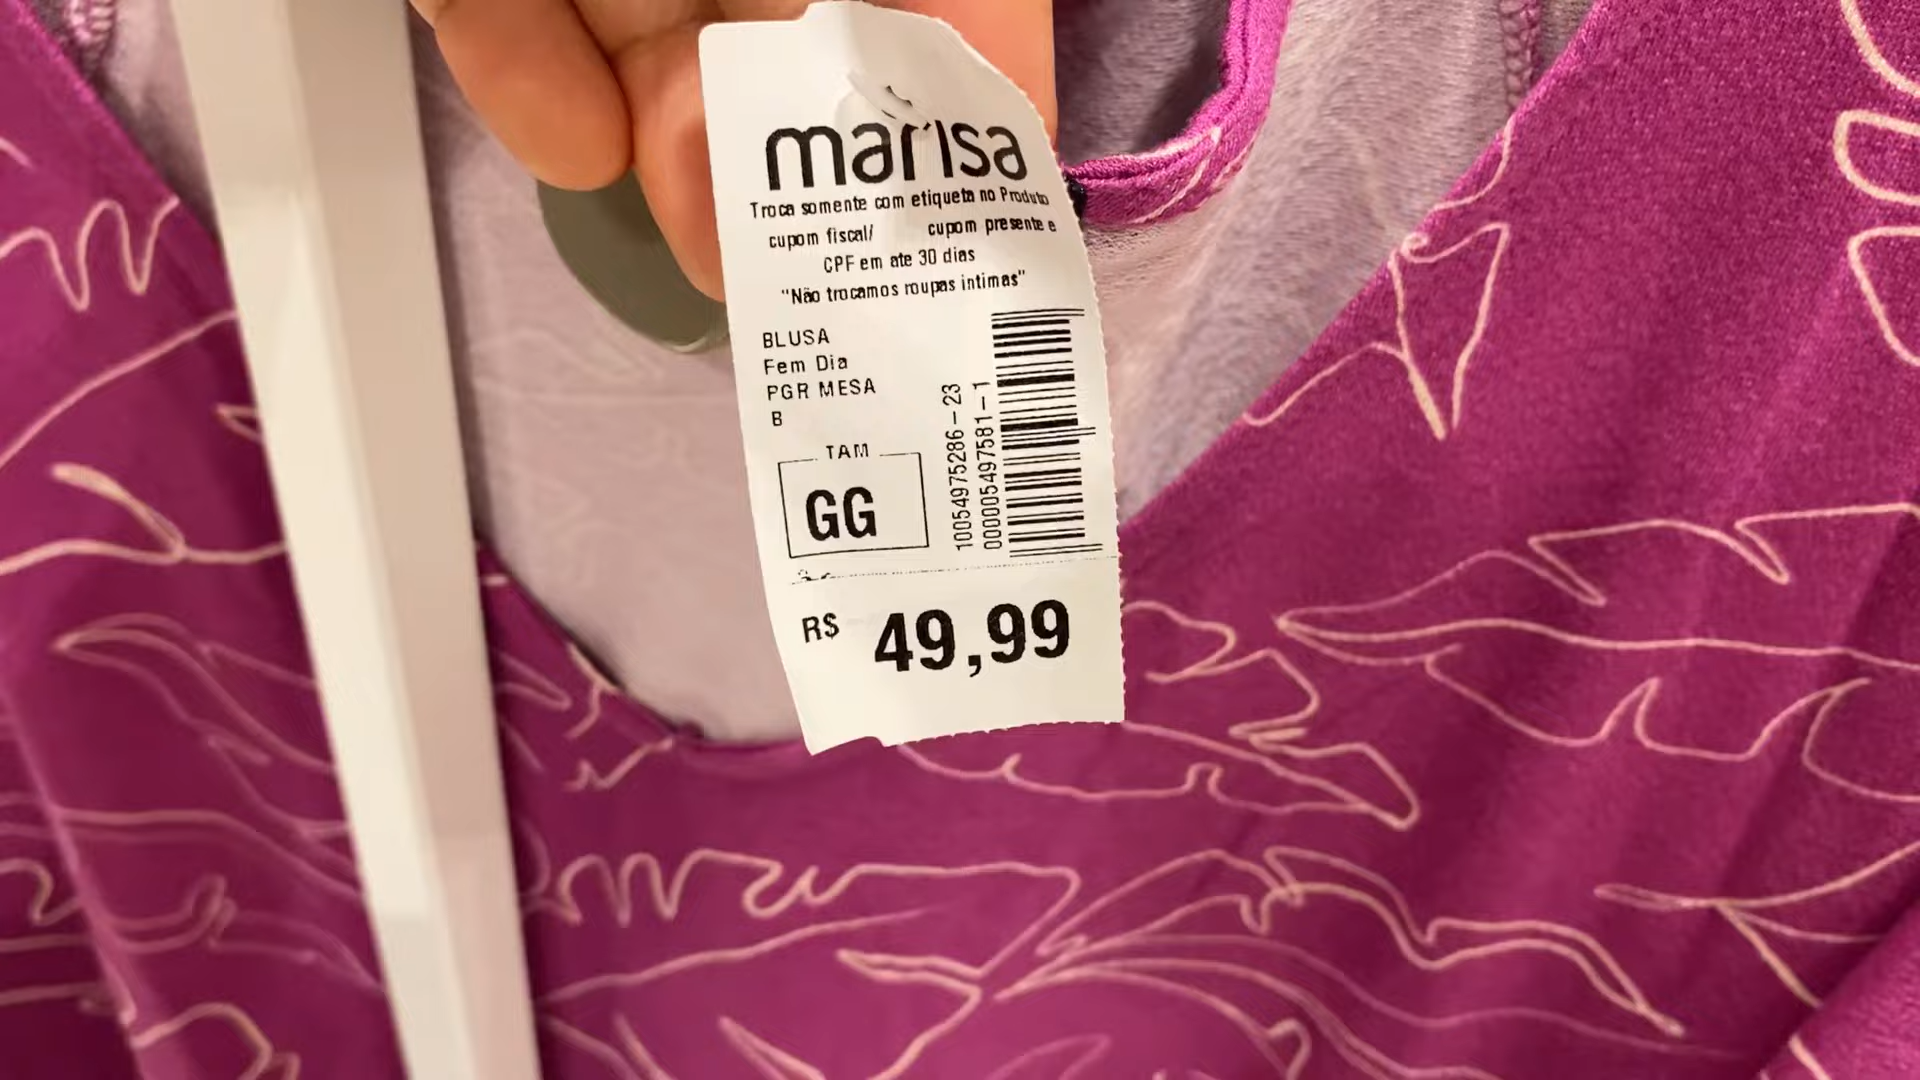 marisa
Troca somente com etiqueta no Produto
cupom fiscal/ cupom presente e
CPF em ate 30 dias
"Não trocamos roupas intimas"
BLUSA
Fem Dia
PGR MESA
B
TAM
GG
10054975286-23
000005497581-1
R$ 49,99